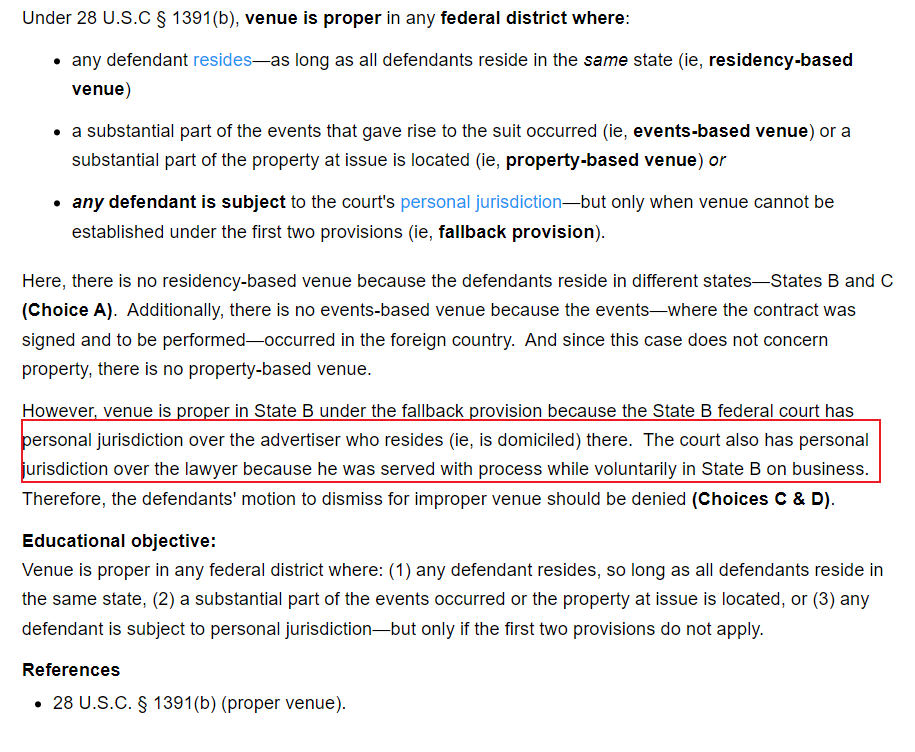 Under 28 U.S.C § 1391(b), venue is proper in any federal district where:
• any defendant resides—as long as all defendants reside in the same state (ie, residency-based
venue)
• a substantial part of the events that gave rise to the suit occurred (ie, events-based venue) or a
substantial part of the property at issue is located (ie, property-based venue) or
• any defendant is subject to the court's personal jurisdiction—but only when venue cannot be
established under the first two provisions (ie, fallback provision).
Here, there is no residency-based venue because the defendants reside in different states—States B and C
(Choice A).  Additionally, there is no events-based venue because the events—where the contract was
signed and to be performed—occurred in the foreign country.  And since this case does not concern
property, there is no property-based venue.
However, venue is proper in State B under the fallback provision because the State B federal court has
personal jurisdiction over the advertiser who resides (ie, is domiciled) there.  The court also has personal
jurisdiction over the lawyer because he was served with process while voluntarily in State B on business.
Therefore, the defendants' motion to dismiss for improper venue should be denied (Choices C & D).
Educational objective:
Venue is proper in any federal district where: (1) any defendant resides, so long as all defendants reside in
the same state, (2) a substantial part of the events occurred or the property at issue is located, or (3) any
defendant is subject to personal jurisdiction—but only if the first two provisions do not apply.
References
• 28 U.S.C. § 1391(b) (proper venue).